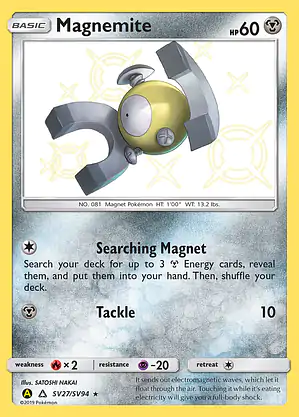 BASIC
Magnemite
HP60
NO. 081 Magnet Pokémon HT: 1'00" WT: 13.2 lbs.
Searching Magnet
Search your deck for up to 3 Energy cards, reveal
them, and put them into your hand. Then, shuffle your
deck.
Tackle 10
weakness ×2 resistance -20 retreat
Illus. SATOSHI NAKAI
A SV27/SV94 ★
©2019 Pokémon
It sends out electromagnetic waves, which let it
float through the air. Touching it while it's eating
electricity will give you a full-body shock.